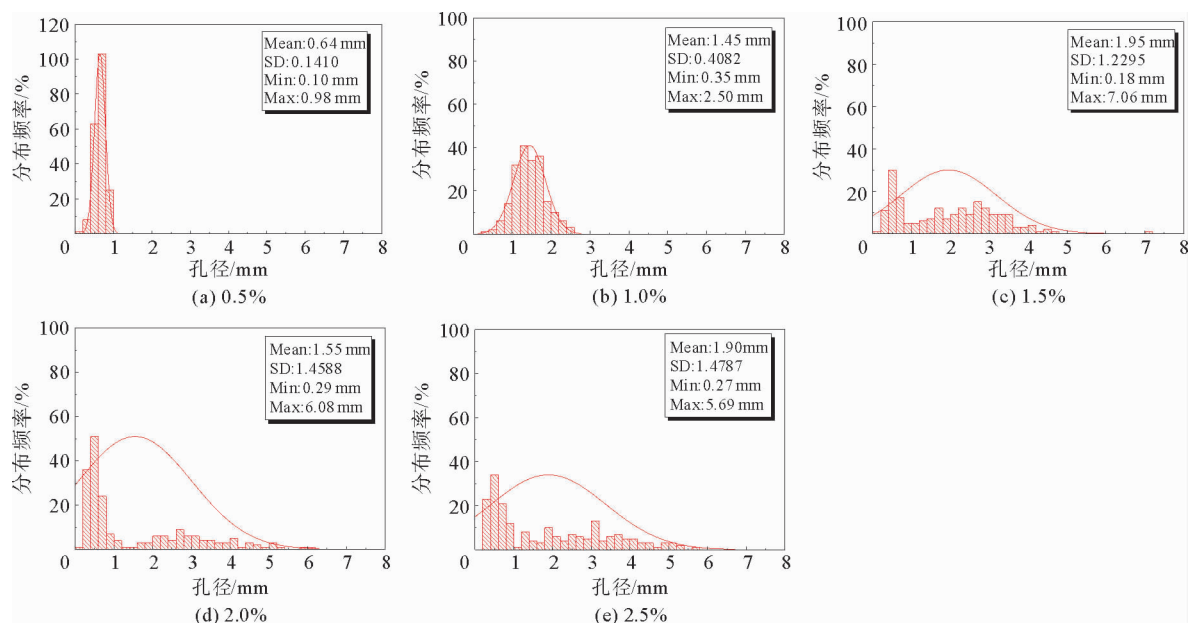 120
100
80
60
40
20
0
1
2
3
4
5
6
7
8
分布频率/%
孔径/mm
Mean:0.64 mm
SD:0.1410
Min:0.10 mm
Max:0.98 mm
(a) 0.5%
100
80
60
40
20
0
1
2
3
4
5
6
7
8
分布频率/%
孔径/mm
Mean:1.45 mm
SD:0.4082
Min:0.35 mm
Max:2.50 mm
(b) 1.0%
100
80
60
40
20
0
1
2
3
4
5
6
7
8
分布频率/%
孔径/mm
Mean:1.95 mm
SD:1.2295
Min:0.18 mm
Max:7.06 mm
(c) 1.5%
100
80
60
40
20
0
1
2
3
4
5
6
7
8
分布频率/%
孔径/mm
Mean:1.55 mm
SD:1.4588
Min:0.29 mm
Max:6.08 mm
(d) 2.0%
100
80
60
40
20
0
1
2
3
4
5
6
7
8
分布频率/%
孔径/mm
Mean:1.90mm
SD:1.4787
Min:0.27 mm
Max:5.69 mm
(e) 2.5%